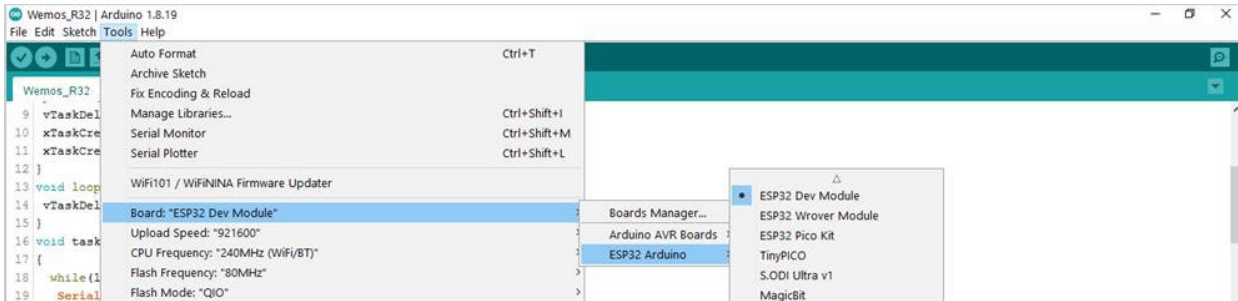 Wemos_R32 | Arduino 1.8.19
File Edit Sketch Tools Help
Wemos_R32
9 vTaskDel
10 xTaskCre
11 xTaskCre
12 }
13 void loop
14 vTaskDel
15 }
16 void task
17 {
18 while(1
19 Serial
Auto Format Ctrl+T
Archive Sketch
Fix Encoding & Reload
Manage Libraries... Ctrl+Shift+I
Serial Monitor Ctrl+Shift+M
Serial Plotter Ctrl+Shift+L
WiFi101 / WiFiNINA Firmware Updater
Board: "ESP32 Dev Module"
Upload Speed: "921600"
CPU Frequency: "240MHz (WiFi/BT)"
Flash Frequency: "80MHz"
Flash Mode: "QIO"
Boards Manager...
Arduino AVR Boards
ESP32 Arduino
ESP32 Dev Module
ESP32 Wrover Module
ESP32 Pico Kit
TinyPICO
S.ODI Ultra v1
MagicBit